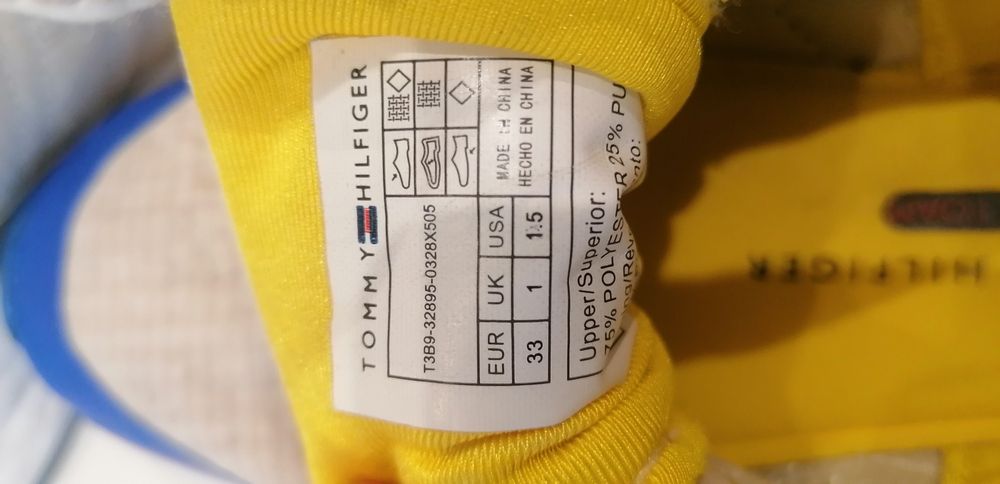 TOMMY HILFIGER
T3B9-32895-0328X505
EUR UK USA
33 1 1.5
MADE IN CHINA
HECHO EN CHINA
Upper/Superior:
75% POLYESTER 25% PU
HILFIGER